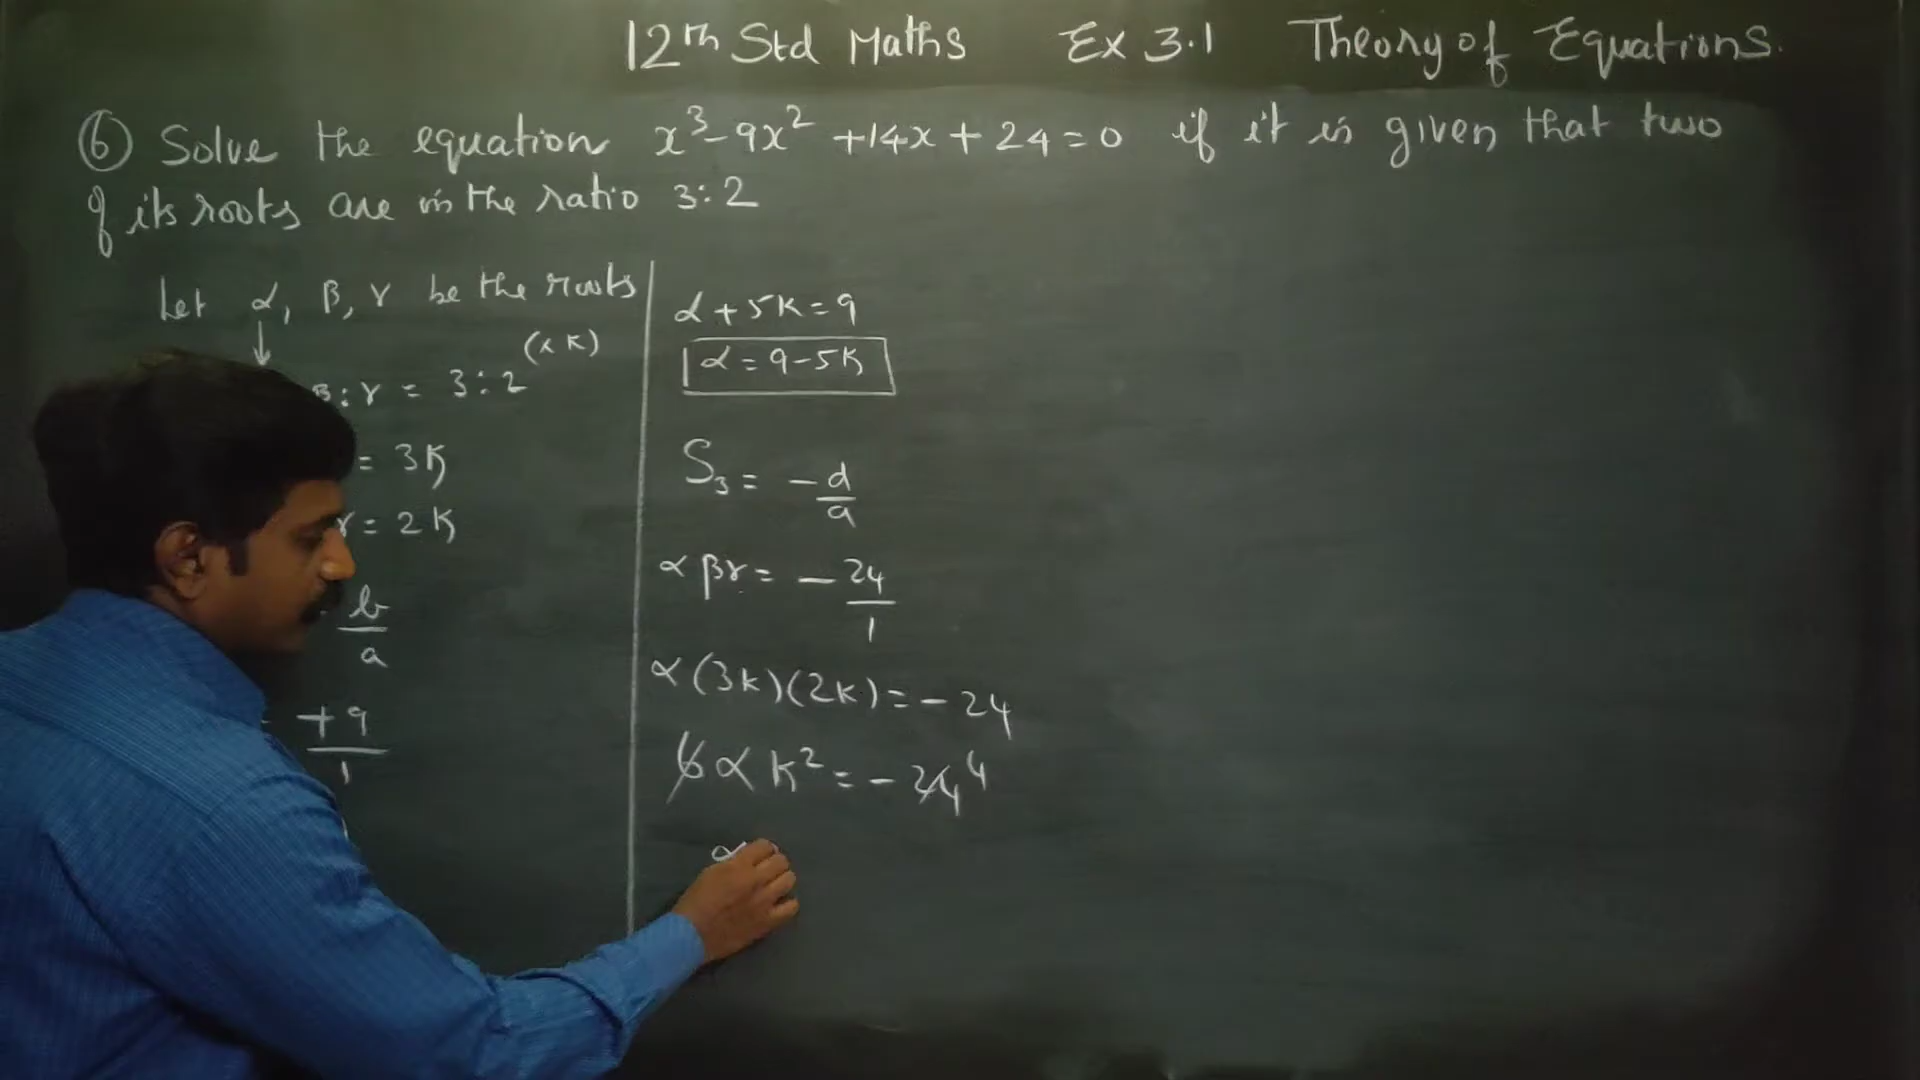 12th Std Maths Ex 3.1 Theory of Equations.
⑥ Solve the equation x³-9x² +14x+24=0 if it is given that two
of its roots are in the ratio 3:2
Let α, β, γ be the roots
↓ (x K)
β:γ = 3:2
= 3K
γ = 2K
b/a
+9/1
α+5K=9
α=9-5K
S₃= -d/a
αβγ= -24/1
α(3K)(2K)=-24
6αK²=-24 4
α